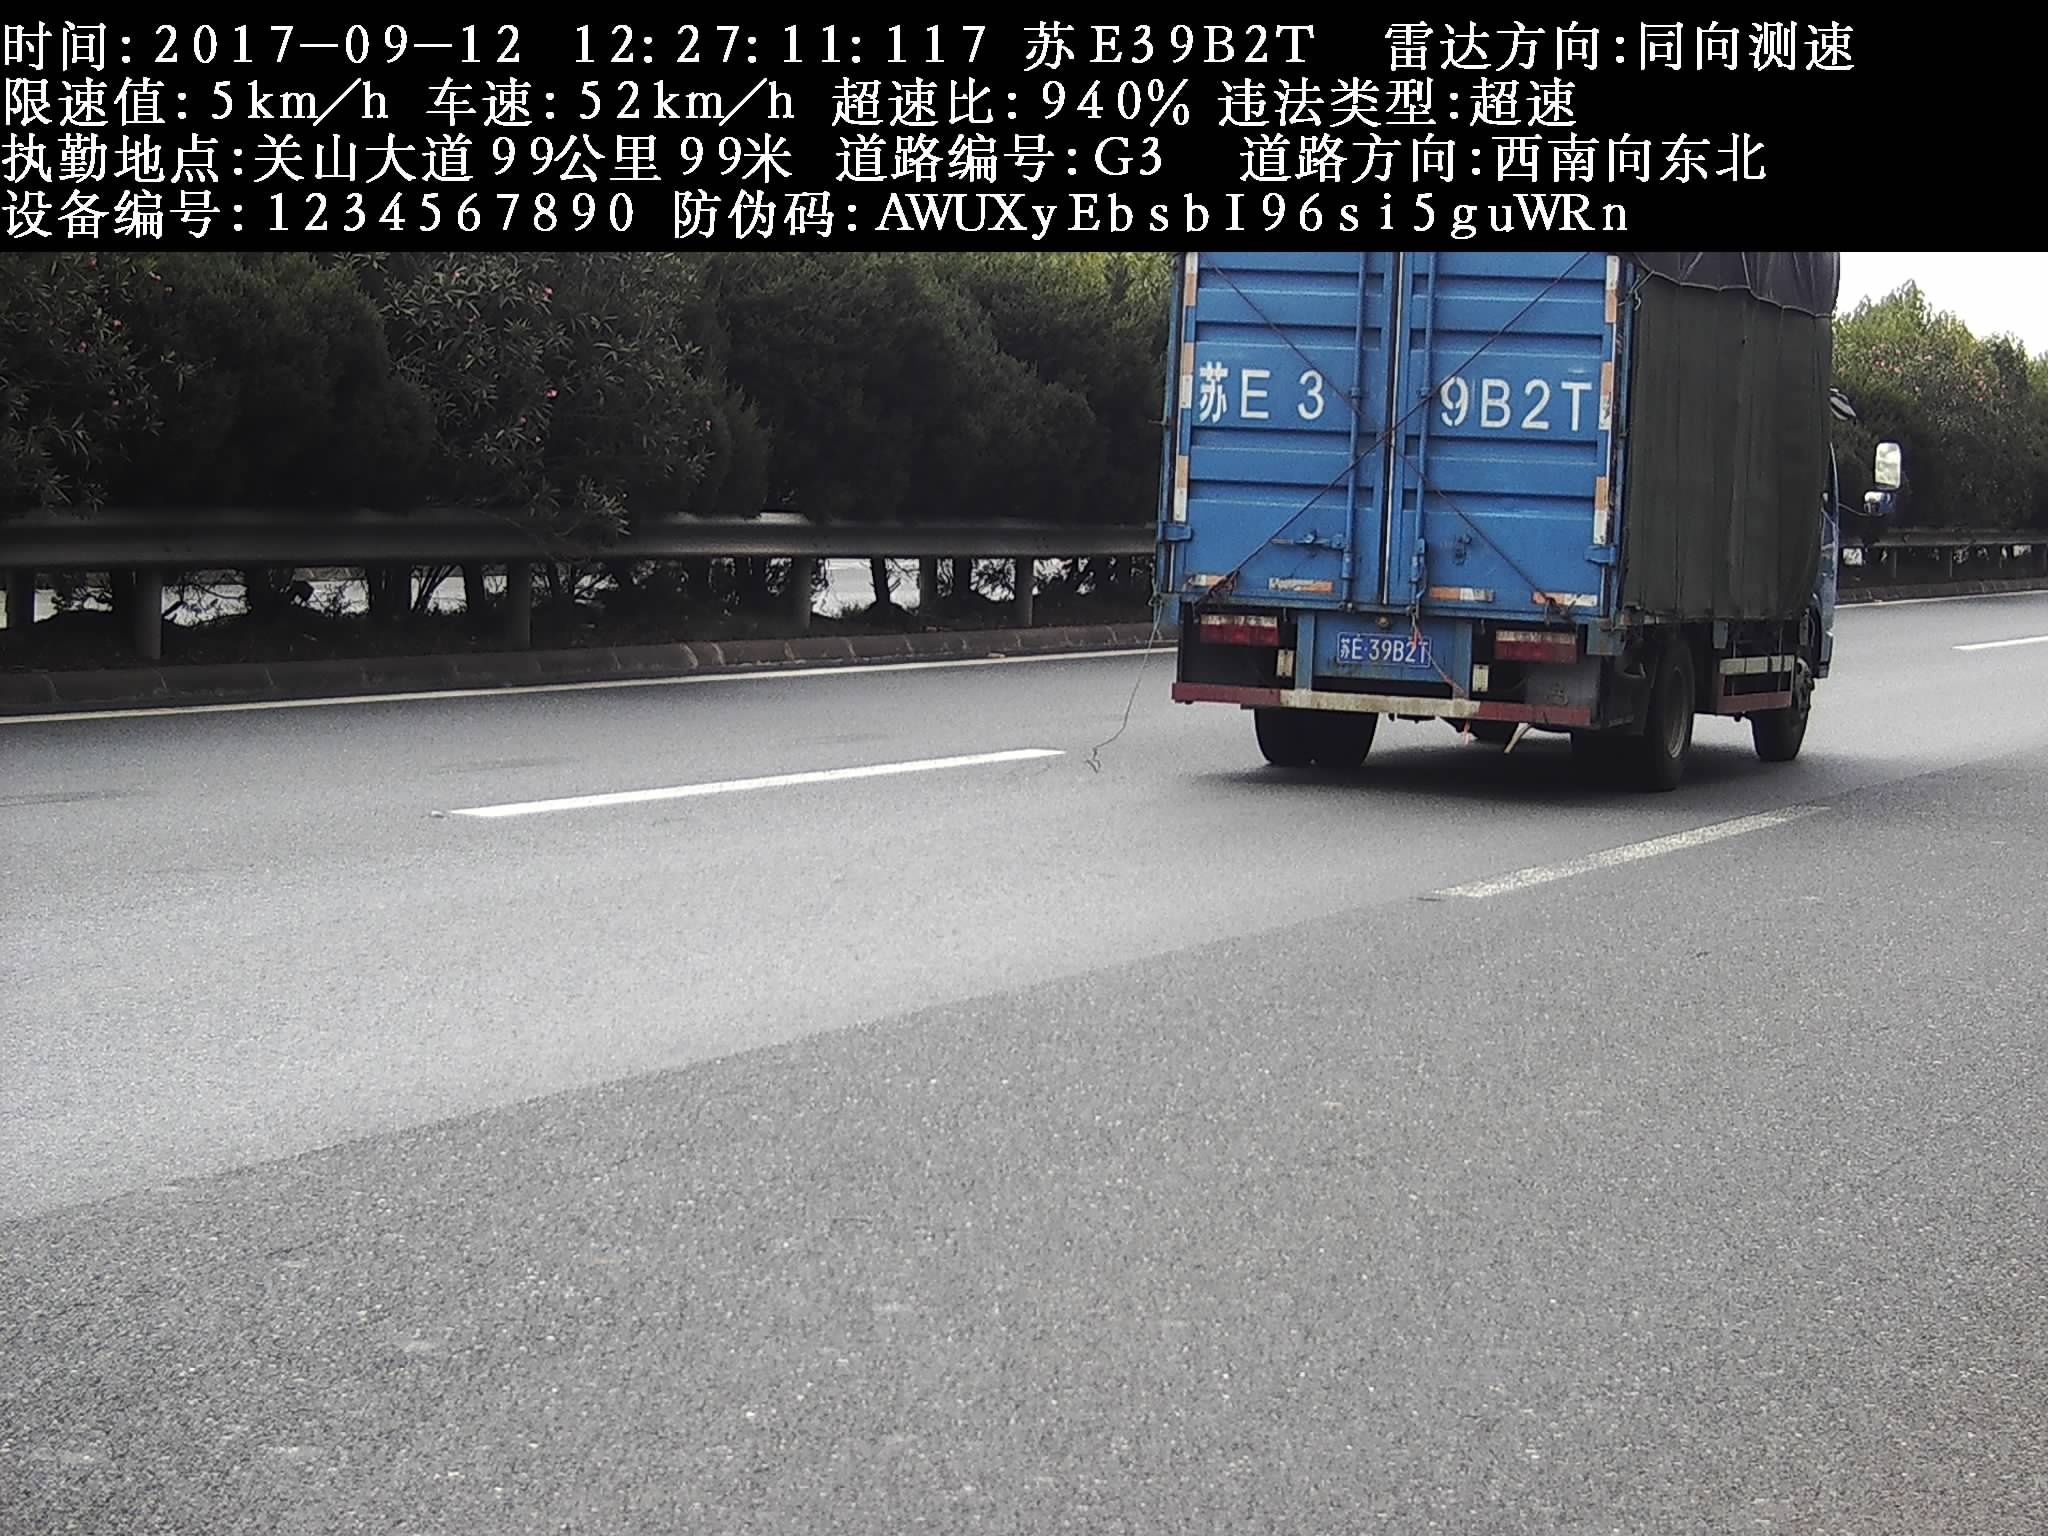 时间:2017-09-12 12:27:11:117 苏E39B2T 雷达方向:同向测速
限速值:5km/h 车速:52km/h 超速比:940% 违法类型:超速
执勤地点:关山大道99公里99米 道路编号:G3 道路方向:西南向东北
设备编号:1234567890 防伪码:AWUXyEbsbI96si5guWRn
苏E3 9B2T
苏E·39B2T